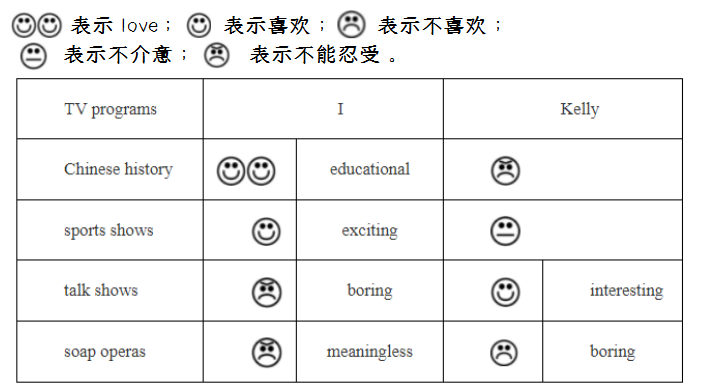 表示 love； 表示喜欢； 表示不喜欢；
表示不介意； 表示不能忍受。
TV programs I Kelly
Chinese history educational
sports shows exciting
talk shows boring interesting
soap operas meaningless boring